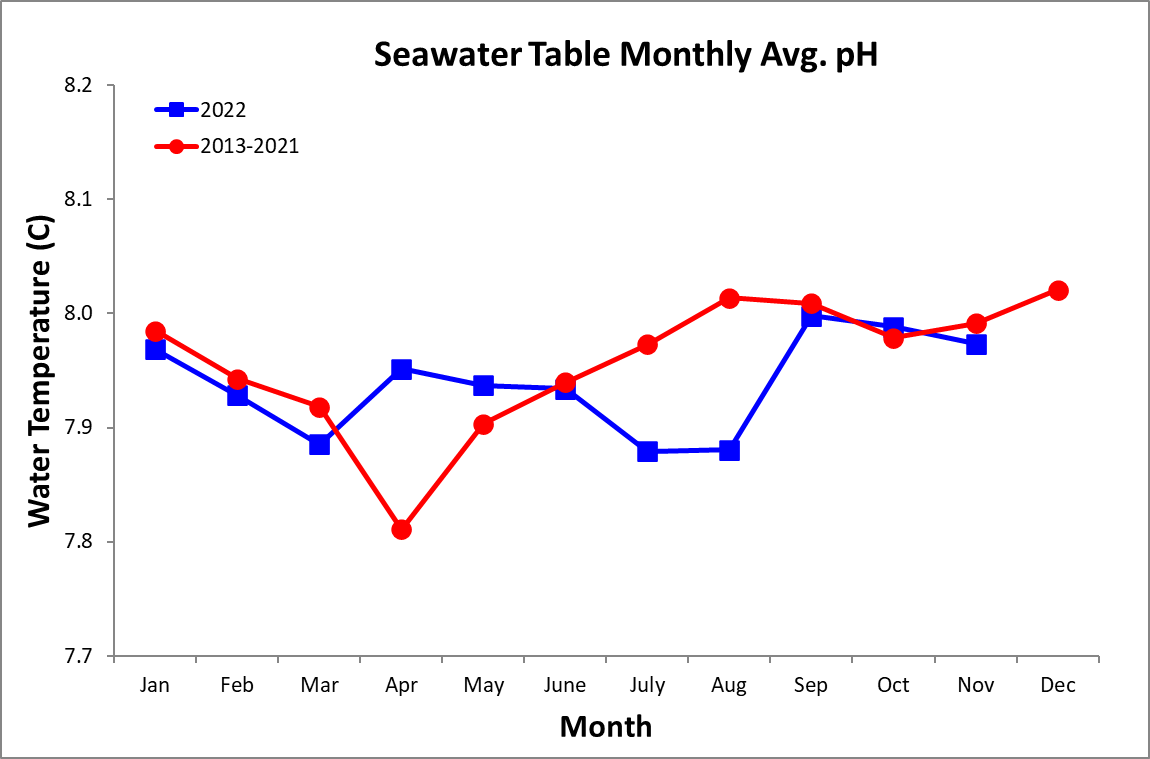 Seawater Table Monthly Avg. pH
2022
2013-2021
8.2
8.1
8.0
7.9
7.8
7.7
Water Temperature (C)
Jan Feb Mar Apr May June July Aug Sep Oct Nov Dec
Month